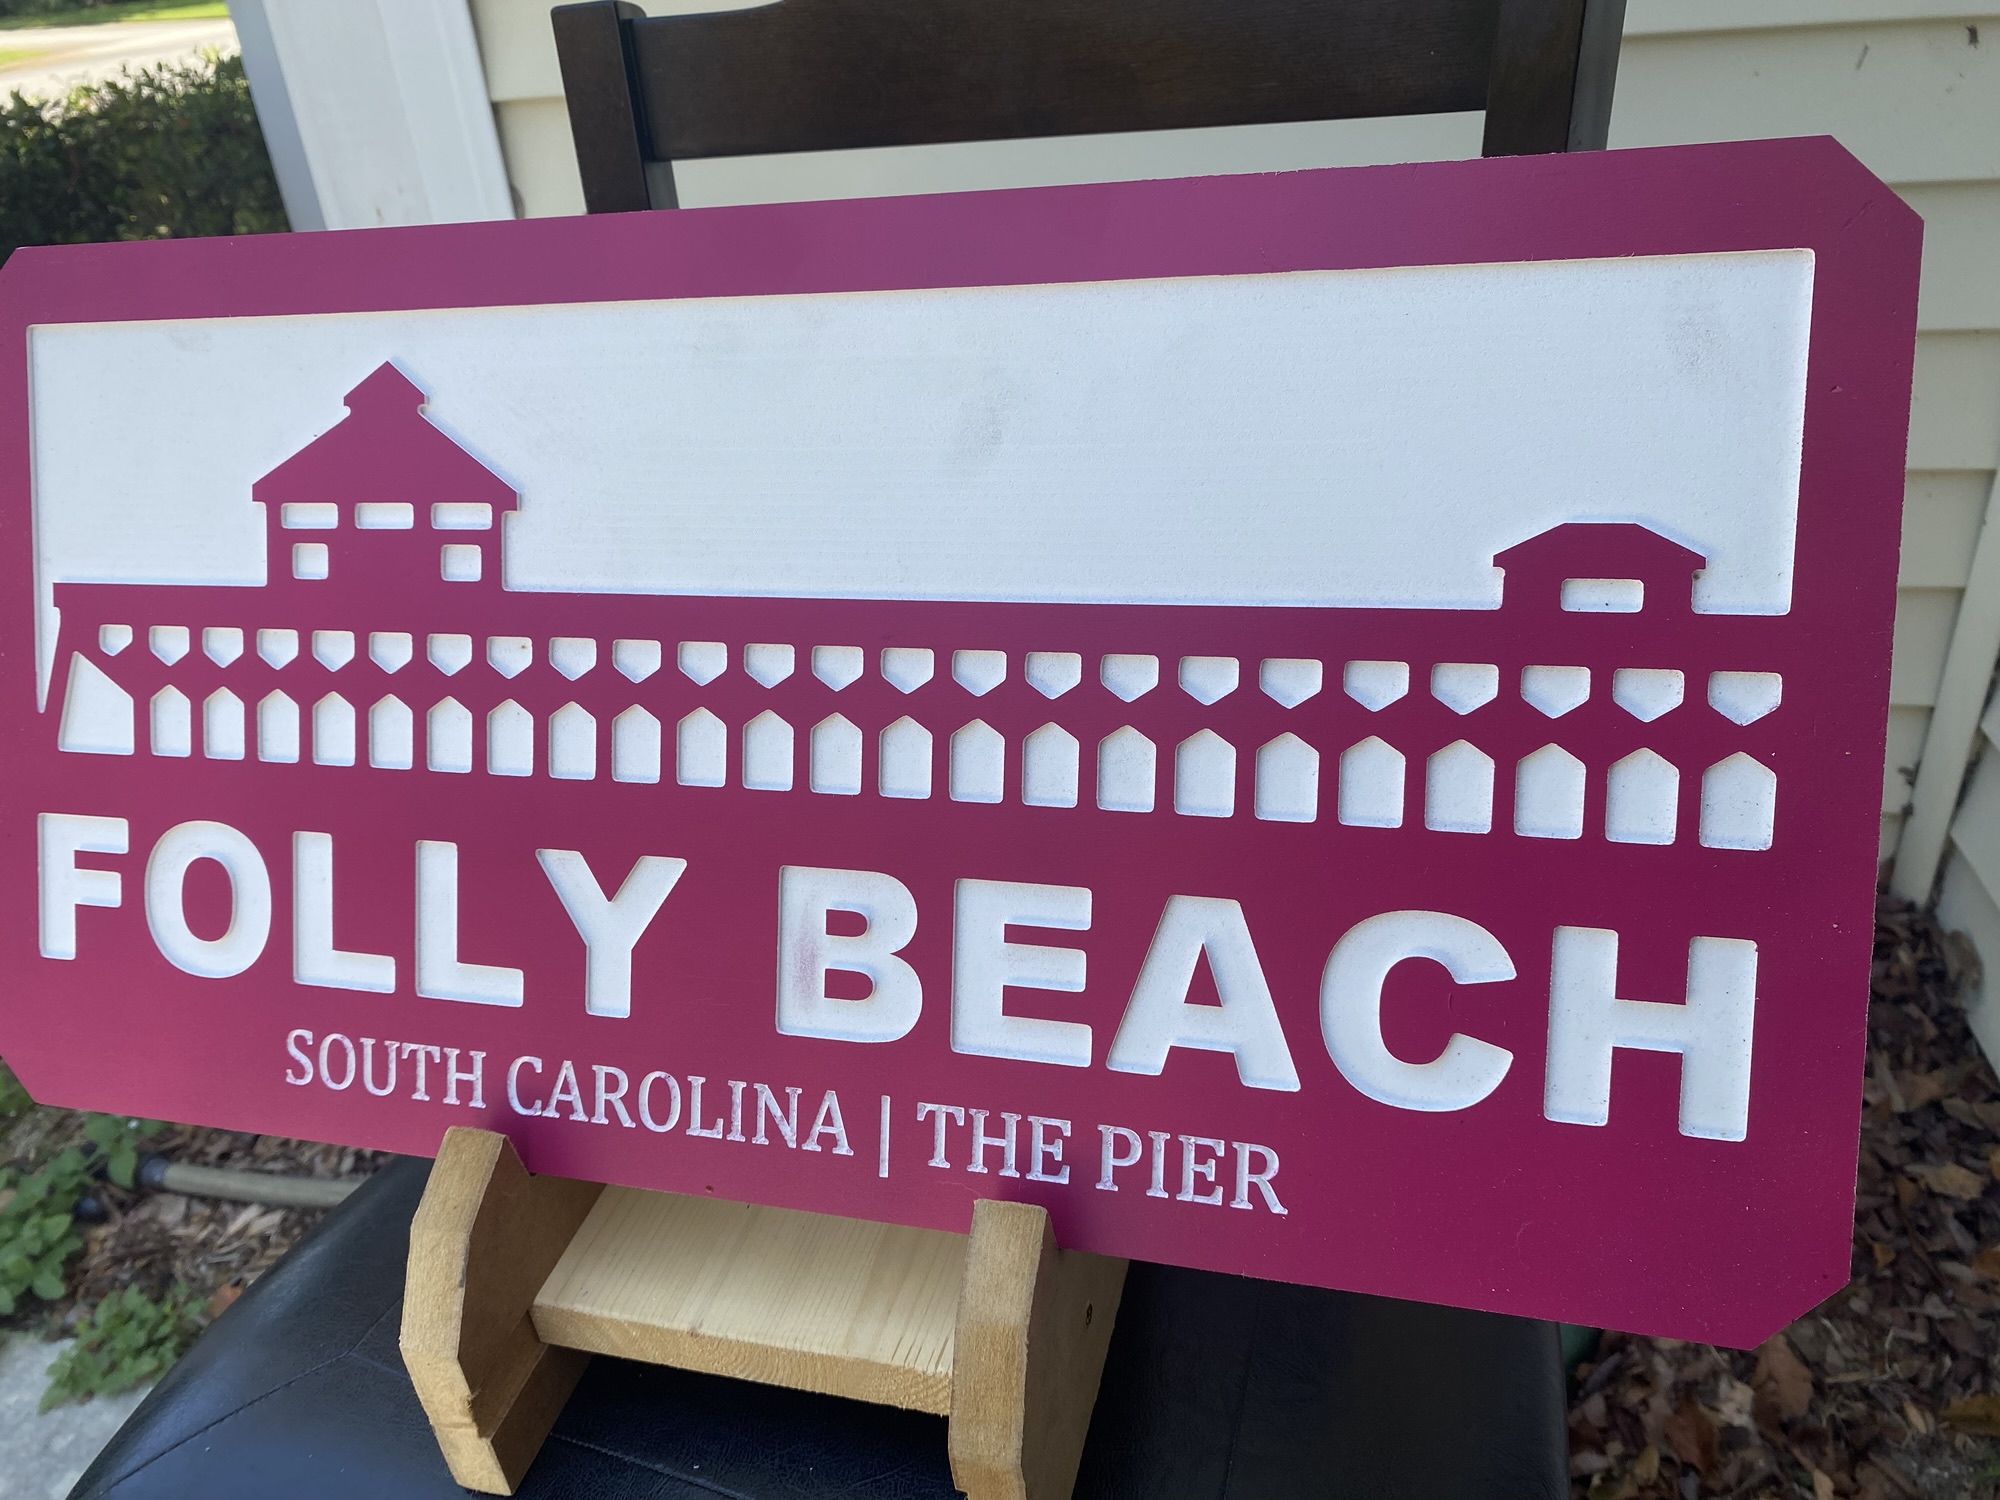 FOLLY BEACH
SOUTH CAROLINA | THE PIER